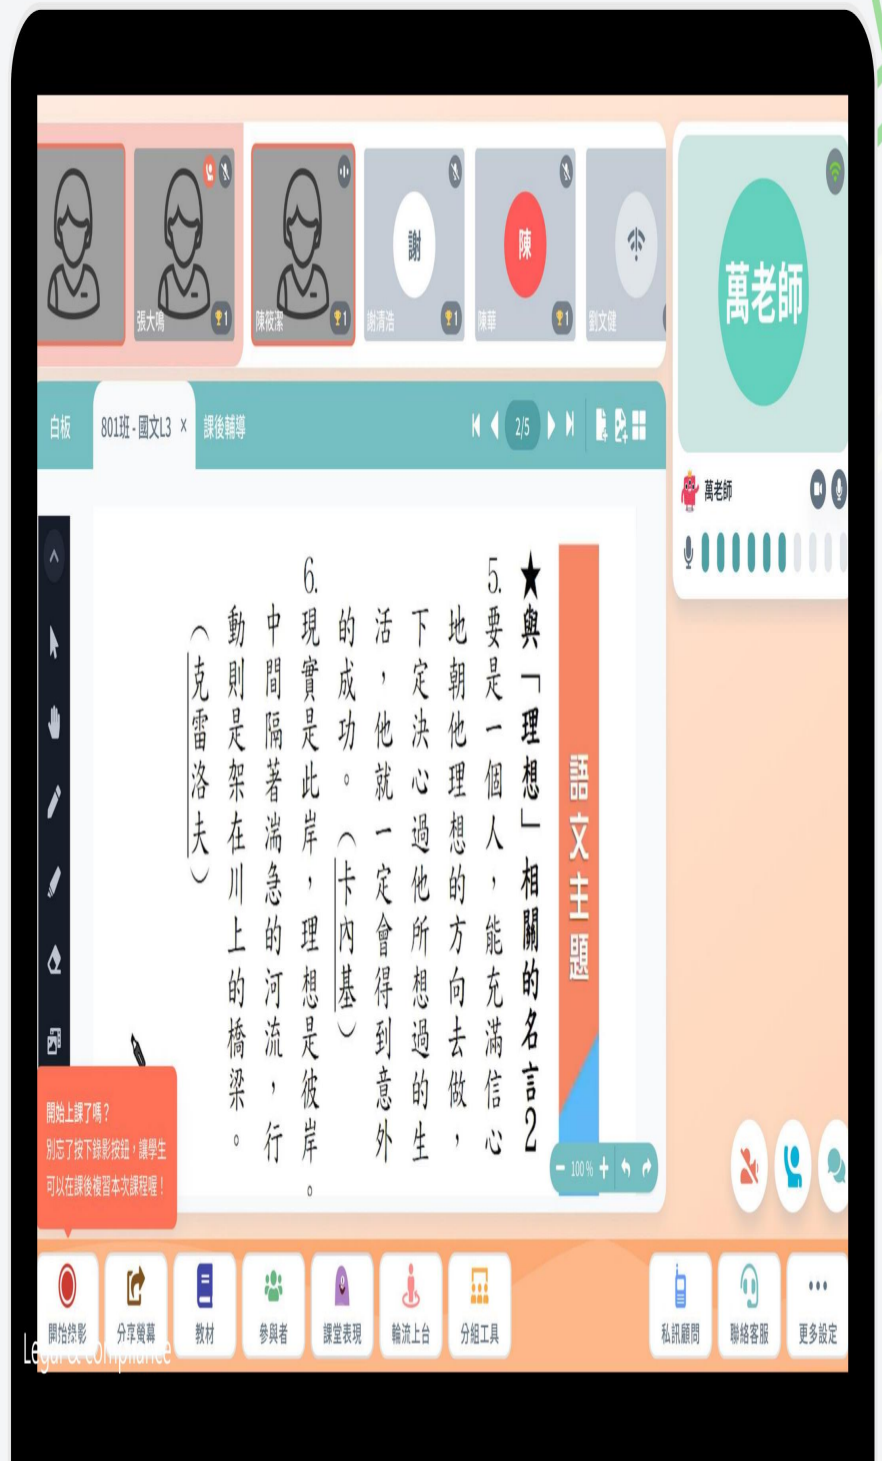 張大鳴
1
陳筱潔
1
謝
謝清浩
1
陳
陳華
1
劉文健
萬老師
萬老師
白板
801班 - 國文L3 ×
課後輔導
2/5
語文主題
★與「理想」相關的名言2
5.要是一個人，能充滿信心
地朝他理想的方向去做，
下定決心過他所想過的生
活，他就一定會得到意外
的成功。（卡內基）
6.現實是此岸，理想是彼岸。
中間隔著湍急的河流，行
動則是架在川上的橋梁。
（克雷洛夫）
100 %
開始上課了嗎？
別忘了按下錄影按鈕，讓學生
可以在課後複習本次課程喔！
開始錄影
分享螢幕
教材
參與者
課堂表現
輪流上台
分組工具
私訊顧問
聯絡客服
更多設定
Legal & compliance